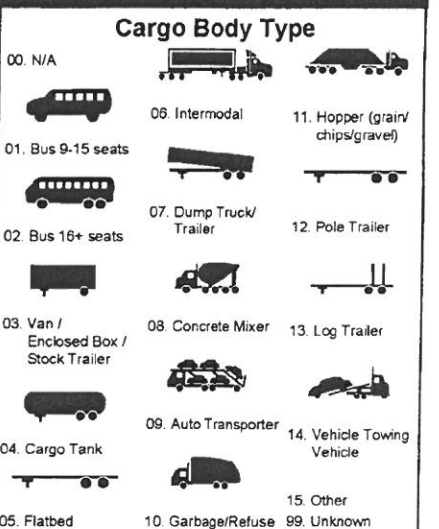 Cargo Body Type
00. N/A
01. Bus 9-15 seats
02. Bus 16+ seats
03. Van /
Enclosed Box /
Stock Trailer
04. Cargo Tank
05. Flatbed
06. Intermodal
07. Dump Truck/
Trailer
08. Concrete Mixer
09. Auto Transporter
10. Garbage/Refuse
11. Hopper (grain/
chips/gravel)
12. Pole Trailer
13. Log Trailer
14. Vehicle Towing
Vehicle
15. Other
99. Unknown